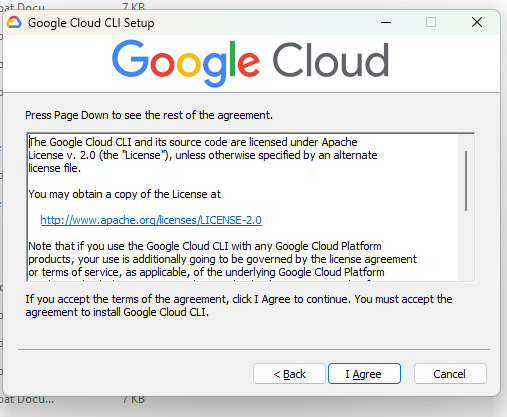 oat Docu...
7 KB
Google Cloud CLI Setup
Google Cloud
Press Page Down to see the rest of the agreement.
The Google Cloud CLI and its source code are licensed under Apache
License v. 2.0 (the "License"), unless otherwise specified by an alternate
license file.
You may obtain a copy of the License at
http://www.apache.org/licenses/LICENSE-2.0
Note that if you use the Google Cloud CLI with any Google Cloud Platform
products, your use is additionally going to be governed by the license agreement
or terms of service, as applicable, of the underlying Google Cloud Platform
If you accept the terms of the agreement, click I Agree to continue. You must accept the
agreement to install Google Cloud CLI.
< Back
I Agree
Cancel
bat Docu...
7 KB